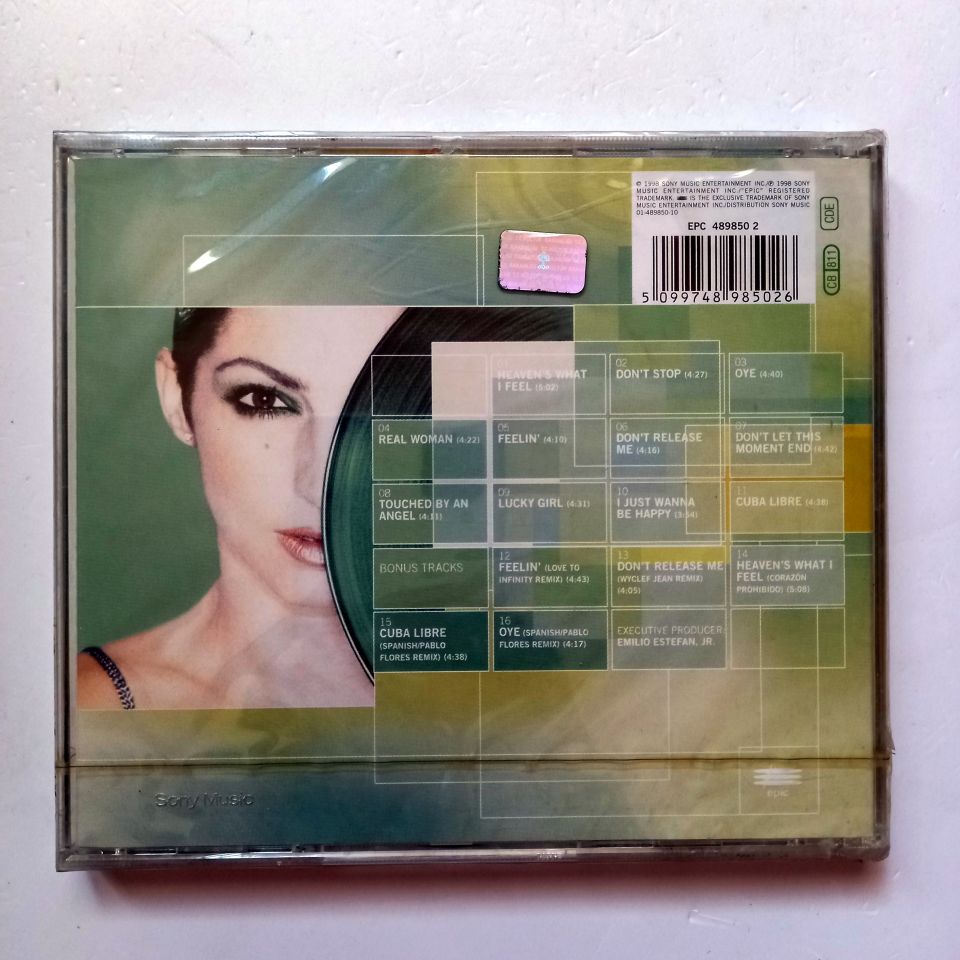 © 1998 SONY MUSIC ENTERTAINMENT INC./℗ 1998 SONY
MUSIC ENTERTAINMENT INC./"EPIC" REGISTERED
TRADEMARK. IS THE EXCLUSIVE TRADEMARK OF SONY
MUSIC ENTERTAINMENT INC./DISTRIBUTION SONY MUSIC
01-489850-10
EPC 489850 2
5 099748 985026
CDE
CB 811
HEAVEN'S WHAT
I FEEL (5:02)
02
DON'T STOP (4:27)
03
OYE (4:40)
04
REAL WOMAN (4:22)
05
FEELIN' (4:10)
06
DON'T RELEASE
ME (4:16)
07
DON'T LET THIS
MOMENT END (4:42)
08
TOUCHED BY AN
ANGEL (4:11)
09
LUCKY GIRL (4:31)
10
I JUST WANNA
BE HAPPY (3:54)
11
CUBA LIBRE (4:38)
BONUS TRACKS
12
FEELIN' (LOVE TO
INFINITY REMIX) (4:43)
13
DON'T RELEASE ME
(WYCLEF JEAN REMIX)
(4:05)
14
HEAVEN'S WHAT I
FEEL (CORAZÓN
PROHIBIDO) (5:08)
15
CUBA LIBRE
(SPANISH/PABLO
FLORES REMIX) (4:38)
16
OYE (SPANISH/PABLO
FLORES REMIX) (4:17)
EXECUTIVE PRODUCER:
EMILIO ESTEFAN, JR.
Sony Music
epic